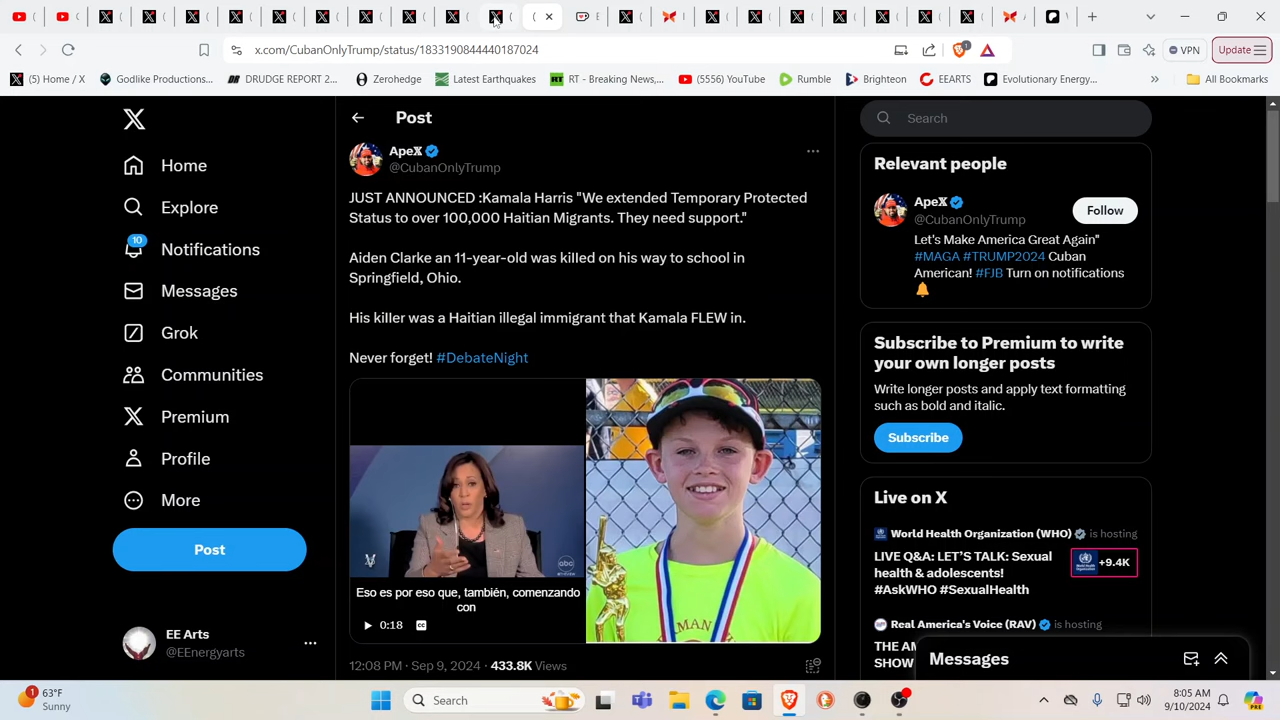 x.com/CubanOnlyTrump/status/1833190844440187024
VPN
Update
(5) Home / X
Godlike Productions...
DRUDGE REPORT 2...
Zerohedge
Latest Earthquakes
RT - Breaking News,...
(5556) YouTube
Rumble
Brighteon
EEARTS
Evolutionary Energy...
All Bookmarks
Home
Explore
10
Notifications
Messages
Grok
Communities
Premium
Profile
More
Post
EE Arts
@EEnergyarts
Post
Ape𝕏
@CubanOnlyTrump
JUST ANNOUNCED :Kamala Harris "We extended Temporary Protected
Status to over 100,000 Haitian Migrants. They need support."
Aiden Clarke an 11-year-old was killed on his way to school in
Springfield, Ohio.
His killer was a Haitian illegal immigrant that Kamala FLEW in.
Never forget! #DebateNight
abc
Eso es por eso que, también, comenzando
con
0:18
CC
12:08 PM · Sep 9, 2024 · 433.8K Views
Search
Relevant people
Ape𝕏
@CubanOnlyTrump
Follow
Let's Make America Great Again"
#MAGA #TRUMP2024 Cuban
American! #FJB Turn on notifications
Subscribe to Premium to write
your own longer posts
Write longer posts and apply text formatting
such as bold and italic.
Subscribe
Live on X
World Health Organization (WHO) is hosting
LIVE Q&A: LET'S TALK: Sexual
health & adolescents!
#AskWHO #SexualHealth
+9.4K
Real America's Voice (RAV) is hosting
THE AM
SHOW
Messages
1
63°F
Sunny
Search
8:05 AM
9/10/2024